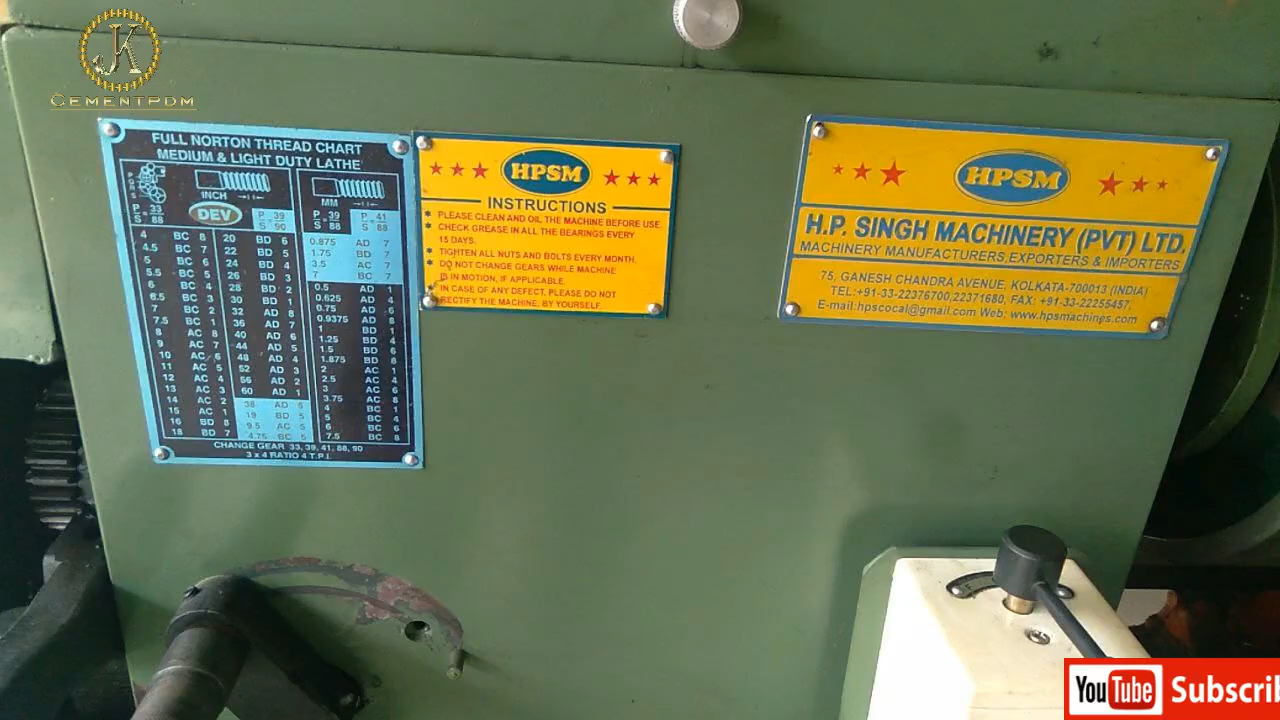 JK
CEMENTPDM
FULL NORTON THREAD CHART
MEDIUM & LIGHT DUTY LATHE
INCH
MM
DEV
P 33
S 88
P 39
S 90
P 39
S 88
P 41
S 88
4 BC 8 20 BD 6 0.875 AD 7
4.5 BC 7 22 BD 5 1.75 BD 7
5 BC 6 24 BD 4 3.5 AC 7
5.5 BC 5 26 BD 3 7 BC 7
6 BC 4 28 BD 2 0.5 AD 1
6.5 BC 3 30 BD 1 0.625 AD 4
7 BC 2 32 AD 8 0.75 AD 6
7.5 BC 1 36 AD 7 0.9375 AD 8
8 AC 8 40 AD 6 1 BD 1
9 AC 7 44 AD 5 1.25 BD 4
10 AC 6 48 AD 4 1.5 BD 6
11 AC 5 52 AD 3 1.875 BD 8
12 AC 4 56 AD 2 2 AC 1
13 AC 3 60 AD 1 2.5 AC 4
14 AC 2 38 AD 5 3 AC 6
15 AC 1 19 BD 5 3.75 AC 8
16 BD 8 9.5 AC 5 4 BC 1
18 BD 7 4.75 BC 5 5 BC 4
6 BC 6
7.5 BC 8
CHANGE GEAR 33, 39, 41, 88, 90
3 x 4 RATIO 4 T.P.I.
HPSM
INSTRUCTIONS
* PLEASE CLEAN AND OIL THE MACHINE BEFORE USE
* CHECK GREASE IN ALL THE BEARINGS EVERY
15 DAYS.
* TIGHTEN ALL NUTS AND BOLTS EVERY MONTH.
* DO NOT CHANGE GEARS WHILE MACHINE
IS IN MOTION, IF APPLICABLE.
* IN CASE OF ANY DEFECT, PLEASE DO NOT
RECTIFY THE MACHINE, BY YOURSELF.
HPSM
H.P. SINGH MACHINERY (PVT) LTD.
MACHINERY MANUFACTURERS,EXPORTERS & IMPORTERS
75, GANESH CHANDRA AVENUE, KOLKATA-700013 (INDIA)
TEL:+91-33-22376700,22371680, FAX: +91-33-22255457,
E-mail:hpscocal@gmail.com Web; www.hpsmachines.com
YouTube Subscrib